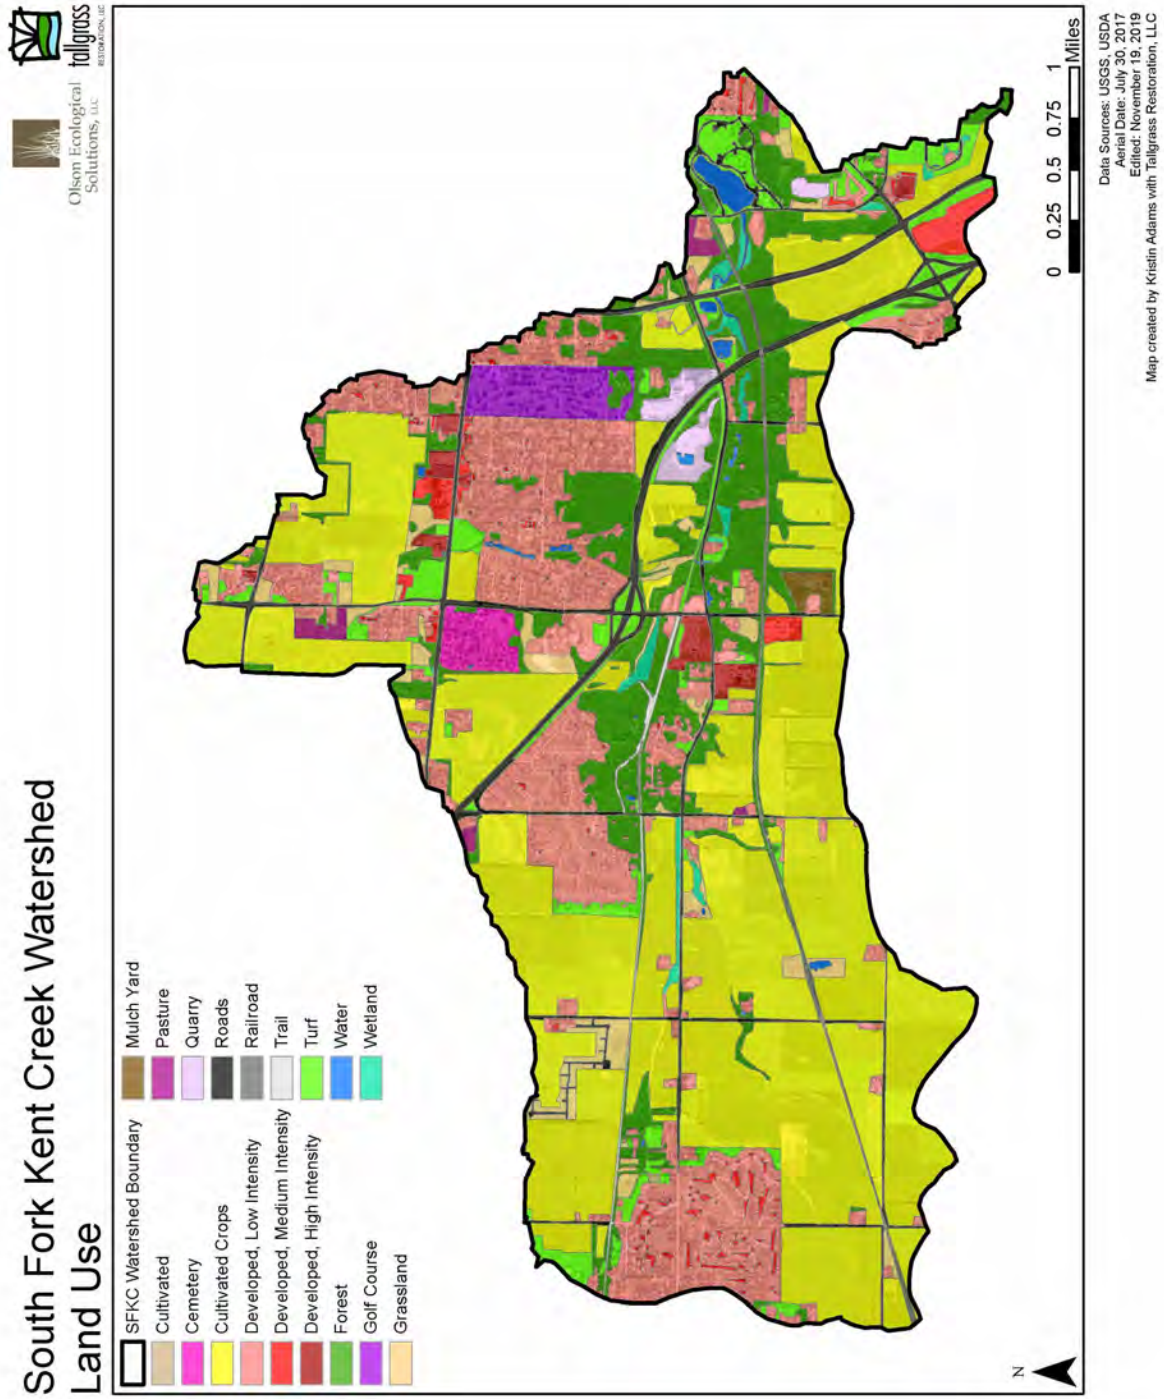 South Fork Kent Creek Watershed
Land Use
Olson Ecological
Solutions, LLC
tallgrass
RESTORATION, LLC
SFKC Watershed Boundary
Cultivated
Cemetery
Cultivated Crops
Developed, Low Intensity
Developed, Medium Intensity
Developed, High Intensity
Forest
Golf Course
Grassland
Mulch Yard
Pasture
Quarry
Roads
Railroad
Trail
Turf
Water
Wetland
N
0 0.25 0.5 0.75 1
Miles
Data Sources: USGS, USDA
Aerial Date: July 30, 2017
Edited: November 19, 2019
Map created by Kristin Adams with Tallgrass Restoration, LLC